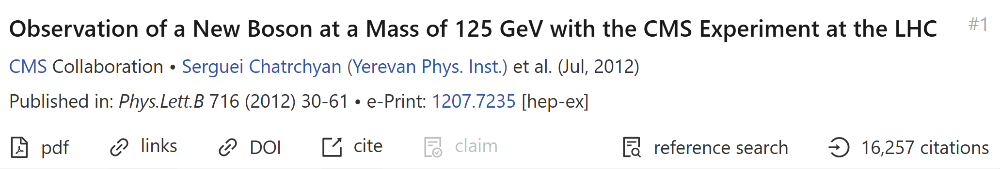 Observation of a New Boson at a Mass of 125 GeV with the CMS Experiment at the LHC #1
CMS Collaboration • Serguei Chatrchyan (Yerevan Phys. Inst.) et al. (Jul, 2012)
Published in: Phys.Lett.B 716 (2012) 30-61 • e-Print: 1207.7235 [hep-ex]
pdf links DOI cite claim reference search 16,257 citations